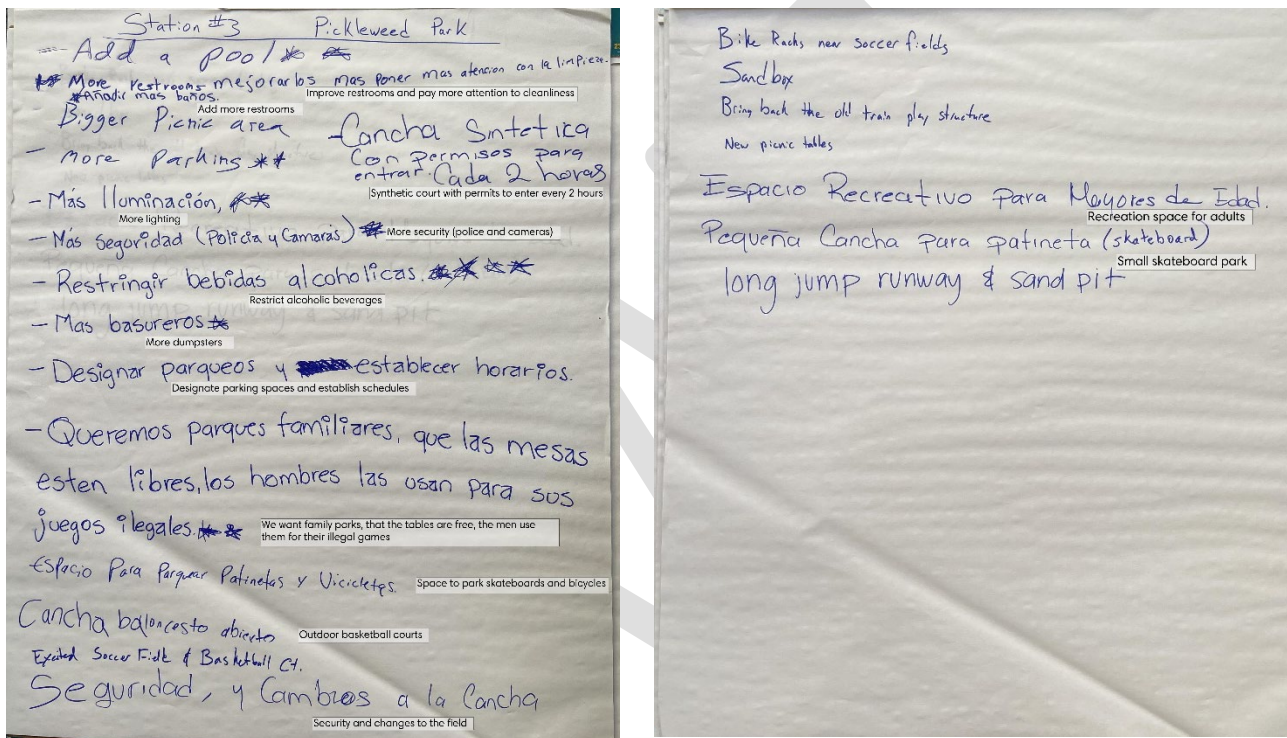 Station #3 Pickleweed Park
- Add a pool
More restrooms mejorarlos mas poner mas atencion con la limpieze.
Improve restrooms and pay more attention to cleanliness
Añadir mas baños.
Add more restrooms
Bigger Picnic area
- More Parking **
- Cancha Sintetica
con permisos para
entrar. Cada 2 horas
Synthetic court with permits to enter every 2 hours
- Más Iluminación,
More lighting
- Más seguridad (Policia y Camaras)
More security (police and cameras)
- Restringir bebidas alcoholicas.
Restrict alcoholic beverages
- Mas basureros
More dumpsters
- Designar parqueos y establecer horarios.
Designate parking spaces and establish schedules
- Queremos parques familiares, que las mesas
esten libres, los hombres las usan para sus
juegos ilegales.
We want family parks, that the tables are free, the men use
them for their illegal games
Espacio Para Parquear Patinetas y Vicicletas.
Space to park skateboards and bicycles
Cancha baloncesto abierto
Outdoor basketball courts
Excited Soccer Field & Basketball Ct.
Seguridad, y Cambios a la Cancha
Security and changes to the field
Bike Racks new soccer fields
Sandbox
Bring back the old train play structure
New picnic tables
Espacio Recreativo Para Mayores de Edad.
Recreation space for adults
Pequeña Cancha para patineta (skateboard)
Small skateboard park
long jump runway & sand pit